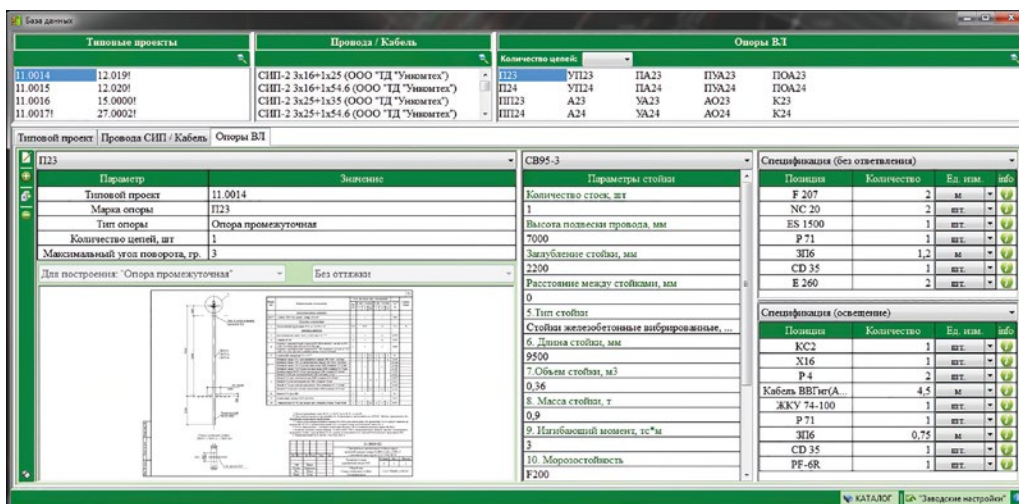 База данных
Типовые проекты
11.0014 12.019!
11.0015 12.020!
11.0016 15.0000!
11.0017! 27.0002!
Провода / Кабель
СИП-2 3х16+1х25 (ООО "ТД "Ункомтех")
СИП-2 3х16+1х54.6 (ООО "ТД "Ункомтех")
СИП-2 3х25+1х35 (ООО "ТД "Ункомтех")
СИП-2 3х25+1х54.6 (ООО "ТД "Ункомтех")
Опоры ВЛ
Количество цепей:
П23 УП23 ПА23 ПУА23 ПОА23
П24 УП24 ПА24 ПУА24 ПОА24
ПП23 А23 УА23 АО23 К23
ПП24 А24 УА24 АО24 К24
Типовой проект Провода СИП / Кабель Опоры ВЛ
П23
Параметр Значение
Типовой проект 11.0014
Марка опоры П23
Тип опоры Опора промежуточная
Количество цепей, шт 1
Максимальный угол поворота, гр. 3
Для построения: "Опора промежуточная" Без оттяжки
СВ95-3
Параметры стойки
Количество стоек, шт
1
Высота подвески провода, мм
7000
Заглубление стойки, мм
2200
Расстояние между стойками, мм
0
5.Тип стойки
Стойки железобетонные вибрированные, ...
6. Длина стойки, мм
9500
7.Объем стойки, м3
0,36
8. Масса стойки, т
0,9
9. Изгибающий момент, тс*м
3
10. Морозостойкость
F200
Спецификация (без ответвления)
Позиция Количество Ед. изм. info
F 207 2 м
NC 20 2 шт.
ES 1500 1 шт.
P 71 1 шт.
ЗП6 1,2 м
CD 35 1 шт.
E 260 2 шт.
Спецификация (освещение)
Позиция Количество Ед. изм. info
КС2 1 шт.
Х16 1 шт.
Р 4 2 шт.
Кабель ВВГнг(А... 4,5 м
ЖКУ 74-100 1 шт.
Р 71 1 шт.
ЗП6 0,75 м
CD 35 1 шт.
PF-6R 1 шт.
КАТАЛОГ "Заводские настройки"